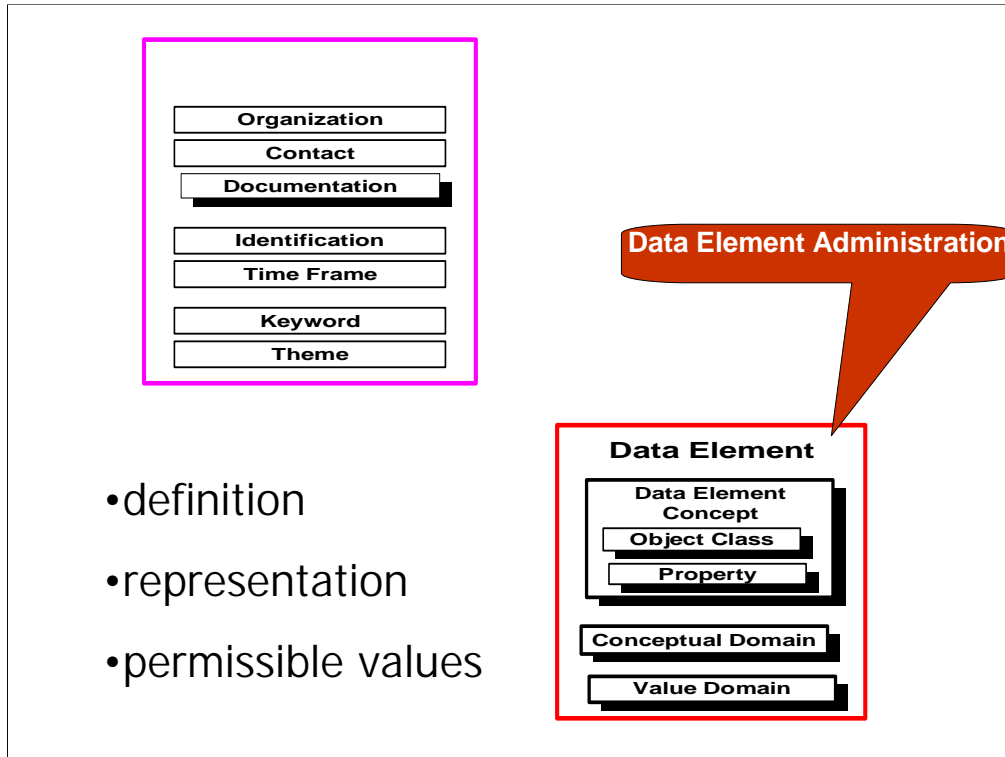 Organization
Contact
Documentation
Identification
Time Frame
Keyword
Theme
Data Element Administration
•definition
•representation
•permissible values
Data Element
Data Element
Concept
Object Class
Property
Conceptual Domain
Value Domain